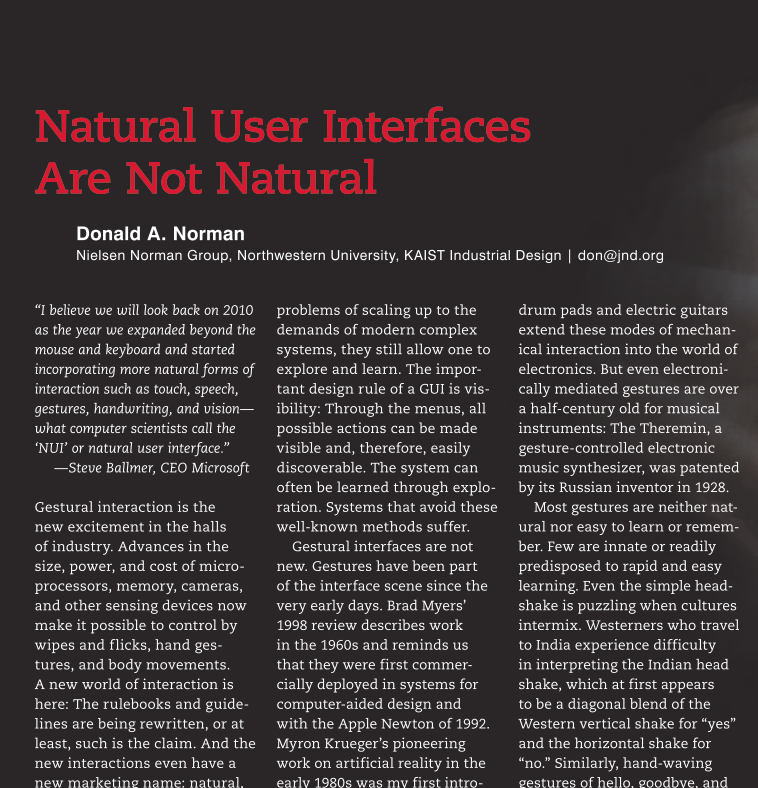 Natural User Interfaces
Are Not Natural
Donald A. Norman
Nielsen Norman Group, Northwestern University, KAIST Industrial Design | don@jnd.org
“I believe we will look back on 2010
as the year we expanded beyond the
mouse and keyboard and started
incorporating more natural forms of
interaction such as touch, speech,
gestures, handwriting, and vision—
what computer scientists call the
‘NUI’ or natural user interface.”
—Steve Ballmer, CEO Microsoft
Gestural interaction is the
new excitement in the halls
of industry. Advances in the
size, power, and cost of micro-
processors, memory, cameras,
and other sensing devices now
make it possible to control by
wipes and flicks, hand ges-
tures, and body movements.
A new world of interaction is
here: The rulebooks and guide-
lines are being rewritten, or at
least, such is the claim. And the
new interactions even have a
new marketing name: natural,
problems of scaling up to the
demands of modern complex
systems, they still allow one to
explore and learn. The impor-
tant design rule of a GUI is vis-
ibility: Through the menus, all
possible actions can be made
visible and, therefore, easily
discoverable. The system can
often be learned through explo-
ration. Systems that avoid these
well-known methods suffer.
Gestural interfaces are not
new. Gestures have been part
of the interface scene since the
very early days. Brad Myers’
1998 review describes work
in the 1960s and reminds us
that they were first commer-
cially deployed in systems for
computer-aided design and
with the Apple Newton of 1992.
Myron Krueger’s pioneering
work on artificial reality in the
early 1980s was my first intro-
drum pads and electric guitars
extend these modes of mechan-
ical interaction into the world of
electronics. But even electroni-
cally mediated gestures are over
a half-century old for musical
instruments: The Theremin, a
gesture-controlled electronic
music synthesizer, was patented
by its Russian inventor in 1928.
Most gestures are neither nat-
ural nor easy to learn or remem-
ber. Few are innate or readily
predisposed to rapid and easy
learning. Even the simple head-
shake is puzzling when cultures
intermix. Westerners who travel
to India experience difficulty
in interpreting the Indian head
shake, which at first appears
to be a diagonal blend of the
Western vertical shake for “yes”
and the horizontal shake for
“no.” Similarly, hand-waving
gestures of hello, goodbye, and